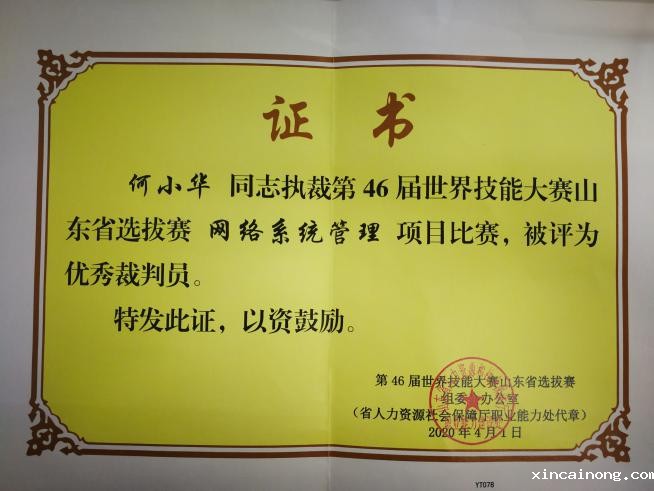 证书
何小华 同志执裁第46届世界技能大赛山
东省选拔赛 网络系统管理 项目比赛，被评为
优秀裁判员。
特发此证，以资鼓励。
第46届世界技能大赛山东省选拔赛
组委 办公室
（省人力资源社会保障厅职业能力处代章）
2020年4月1日
YT078
xincainong.com